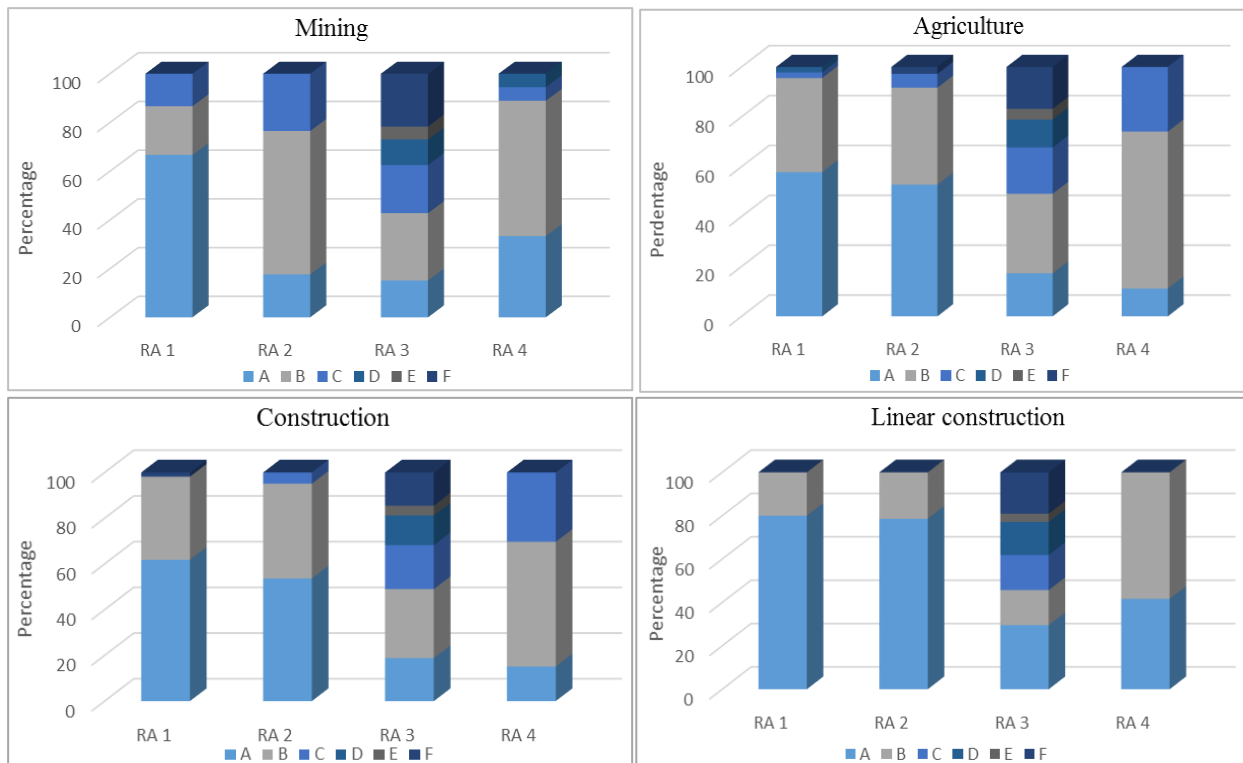 Mining
Percentage
100
80
60
40
20
0
RA 1 RA 2 RA 3 RA 4
A B C D E F
Agriculture
Perdentage
100
80
60
40
20
0
RA 1 RA 2 RA 3 RA 4
A B C D E F
Construction
Percentage
100
80
60
40
20
0
RA 1 RA 2 RA 3 RA 4
A B C D E F
Linear construction
Percentage
100
80
60
40
20
0
RA 1 RA 2 RA 3 RA 4
A B C D E F